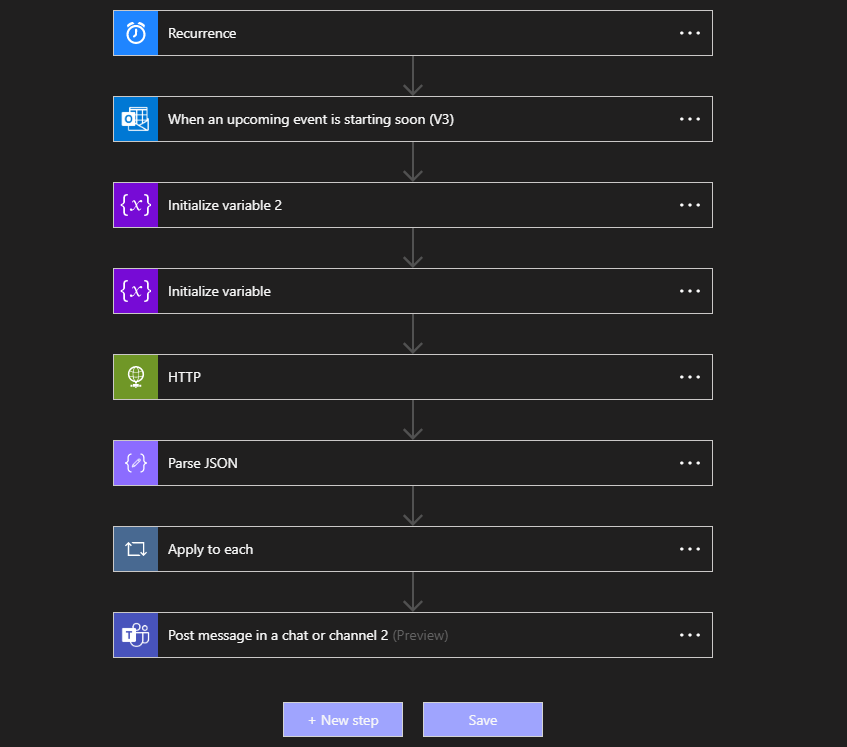 Recurrence
When an upcoming event is starting soon (V3)
Initialize variable 2
Initialize variable
HTTP
Parse JSON
Apply to each
Post message in a chat or channel 2 (Preview)
+ New step
Save